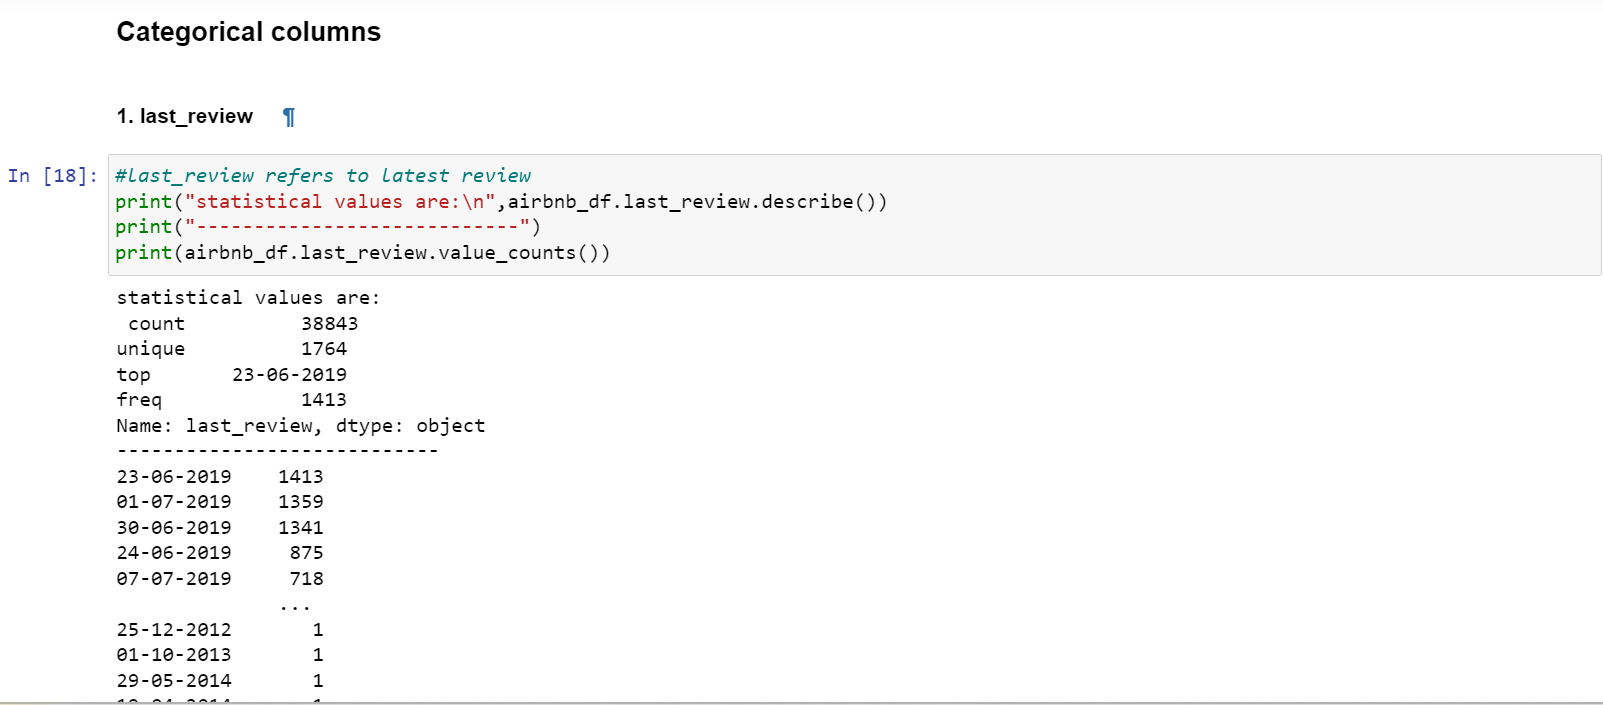 Categorical columns
1. last_review ¶
In [18]: #last_review refers to latest review
print("statistical values are:\n",airbnb_df.last_review.describe())
print("----------------------------")
print(airbnb_df.last_review.value_counts())
statistical values are:
count 38843
unique 1764
top 23-06-2019
freq 1413
Name: last_review, dtype: object
----------------------------
23-06-2019 1413
01-07-2019 1359
30-06-2019 1341
24-06-2019 875
07-07-2019 718
...
25-12-2012 1
01-10-2013 1
29-05-2014 1